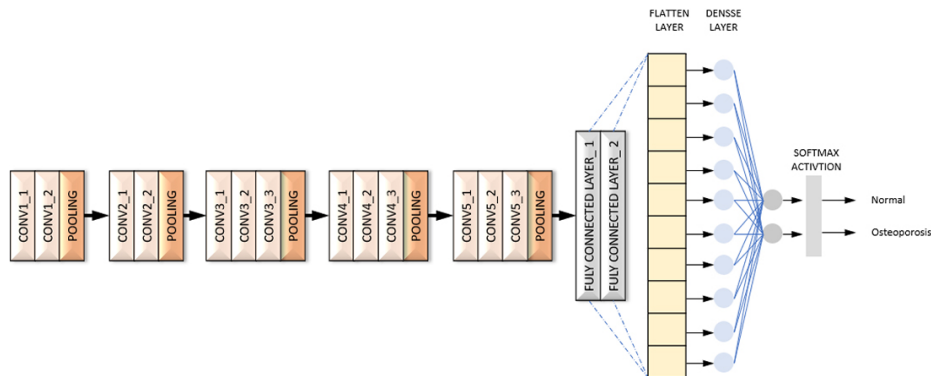 FLATTEN
LAYER
DENSSE
LAYER
CONV1_1
CONV1_2
POOLING
CONV2_1
CONV2_2
POOLING
CONV3_1
CONV3_2
CONV3_3
POOLING
CONV4_1
CONV4_2
CONV4_3
POOLING
CONV5_1
CONV5_2
CONV5_3
POOLING
FULY CONNECTED LAYER_1
FULLY CONNECTED LAYER_2
SOFTMAX
ACTIVTION
Normal
Osteoporosis